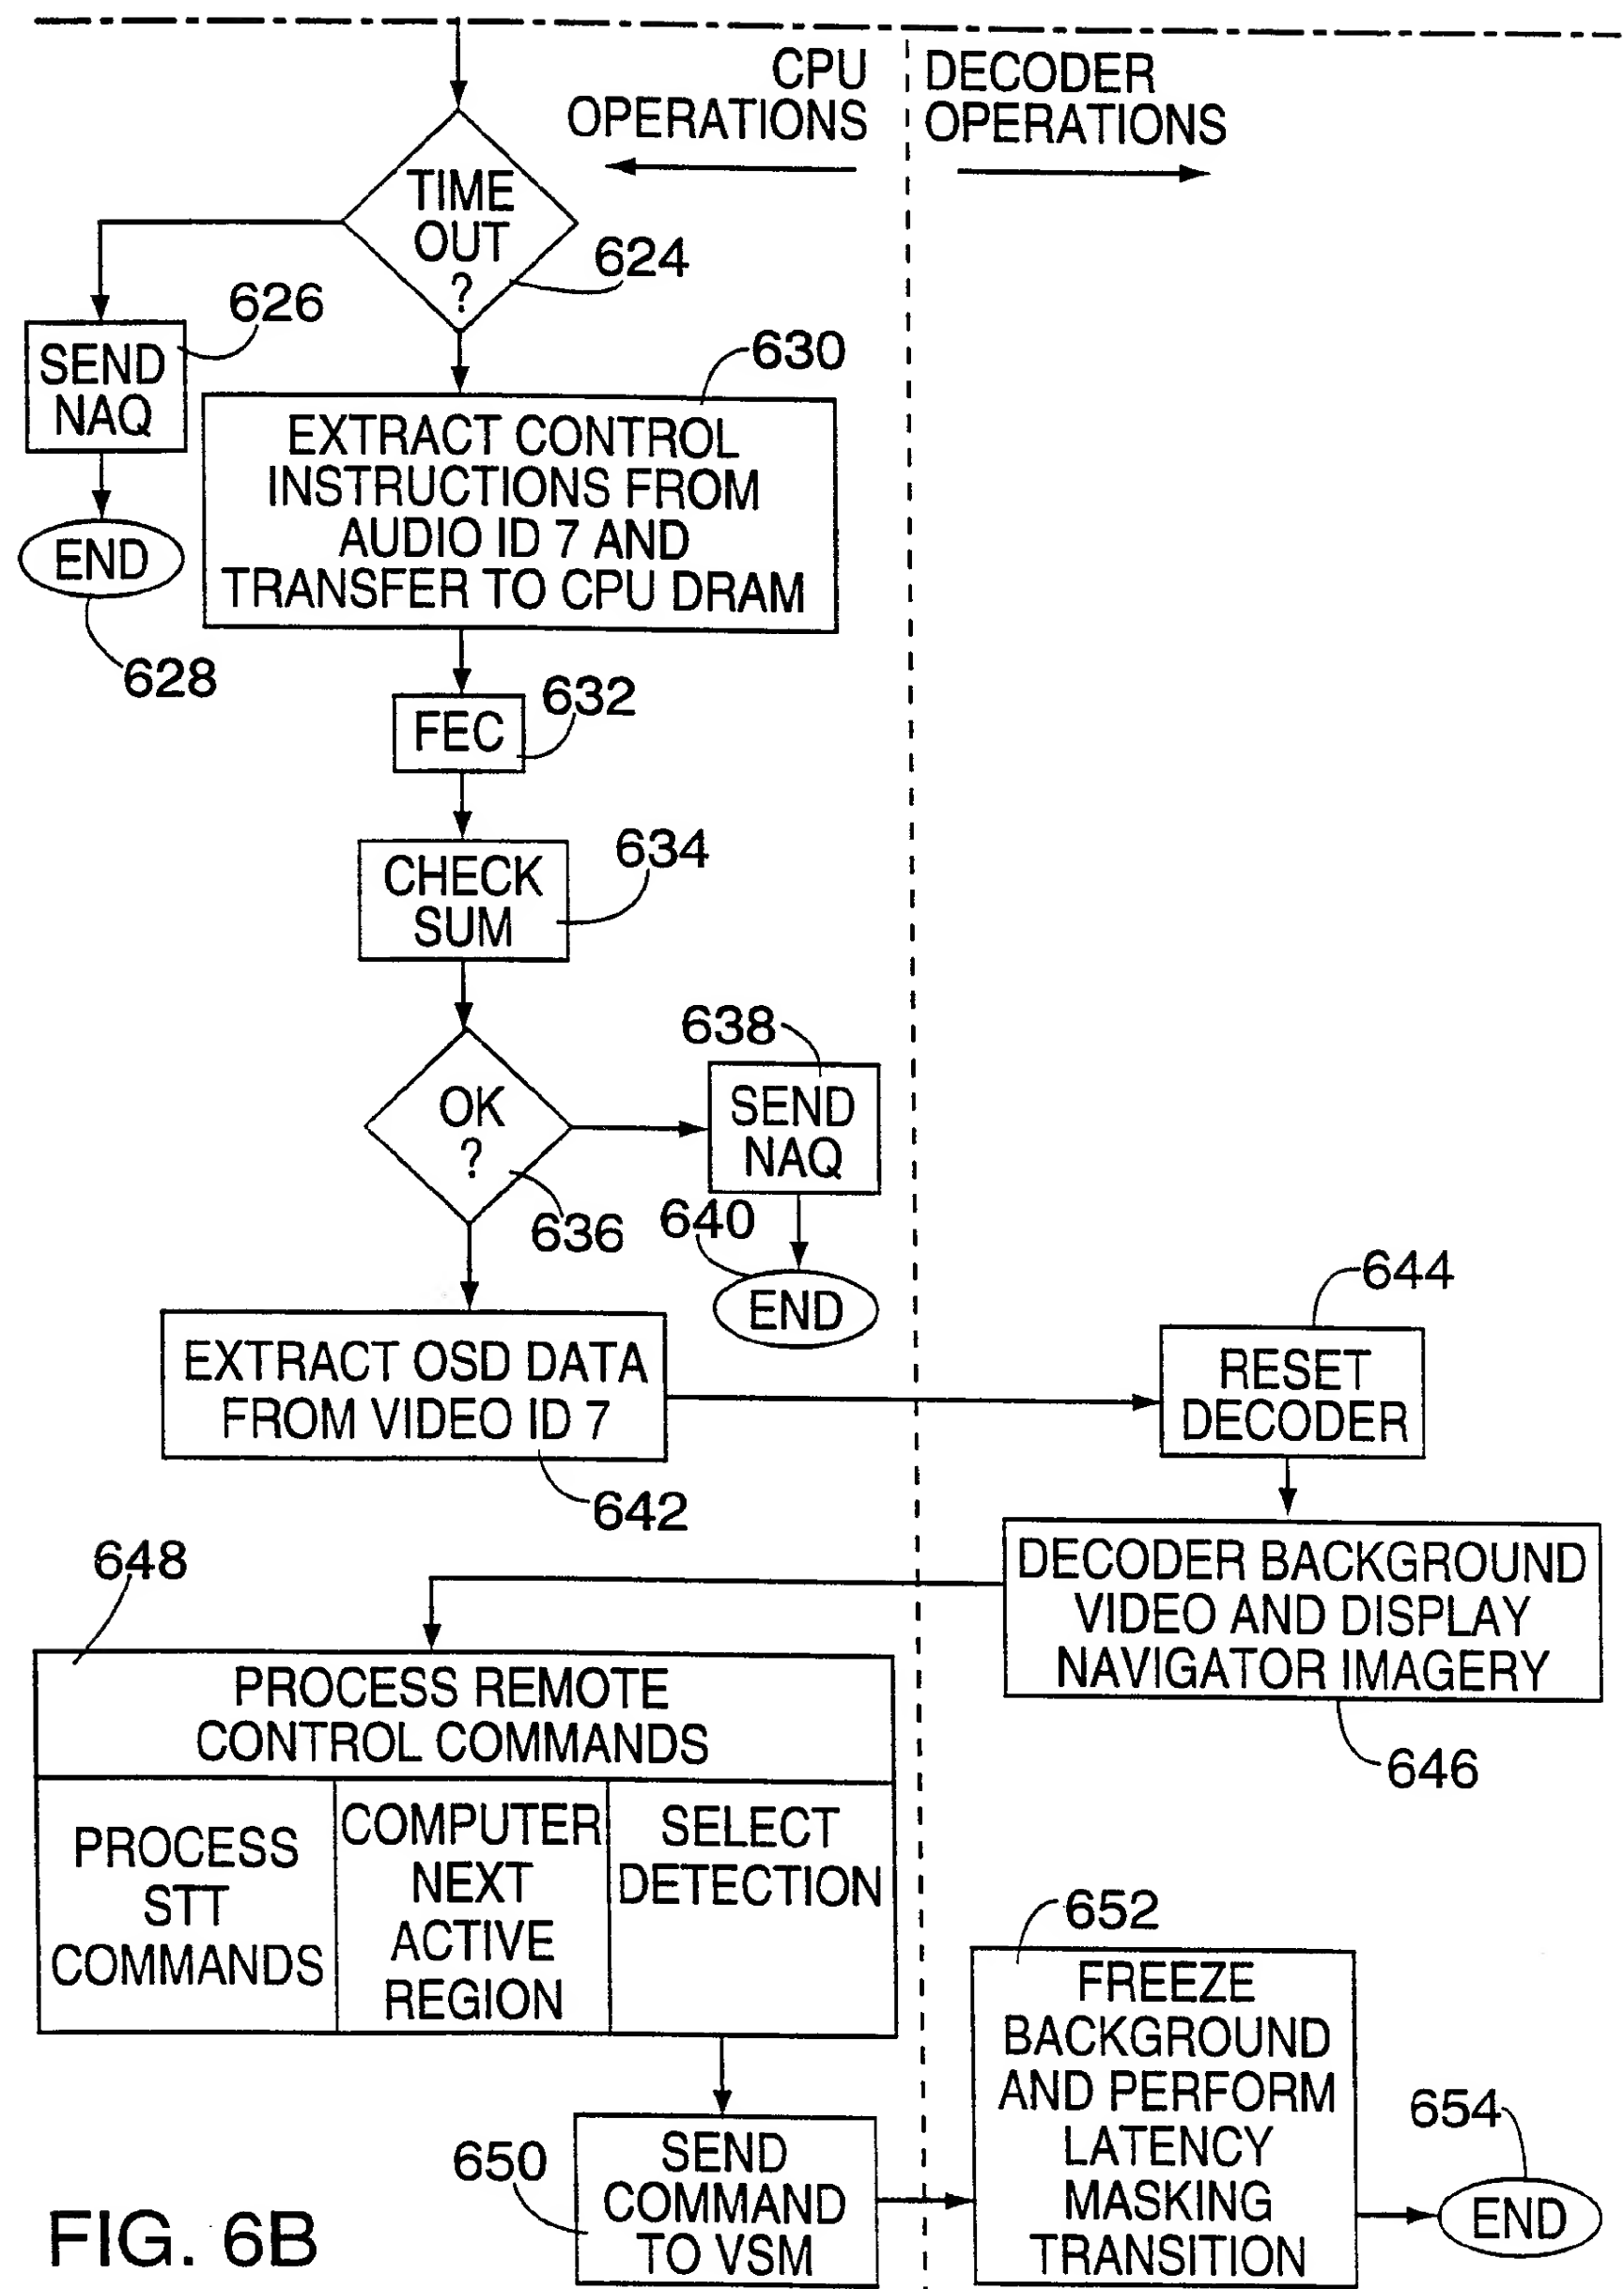 CPU
OPERATIONS
DECODER
OPERATIONS
TIME
OUT
?
624
626
SEND
NAQ
END
628
630
EXTRACT CONTROL
INSTRUCTIONS FROM
AUDIO ID 7 AND
TRANSFER TO CPU DRAM
632
FEC
634
CHECK
SUM
OK
?
636
638
SEND
NAQ
640
END
EXTRACT OSD DATA
FROM VIDEO ID 7
642
644
RESET
DECODER
DECODER BACKGROUND
VIDEO AND DISPLAY
NAVIGATOR IMAGERY
646
648
PROCESS REMOTE
CONTROL COMMANDS
PROCESS
STT
COMMANDS
COMPUTER
NEXT
ACTIVE
REGION
SELECT
DETECTION
650
SEND
COMMAND
TO VSM
652
FREEZE
BACKGROUND
AND PERFORM
LATENCY
MASKING
TRANSITION
654
END
FIG. 6B